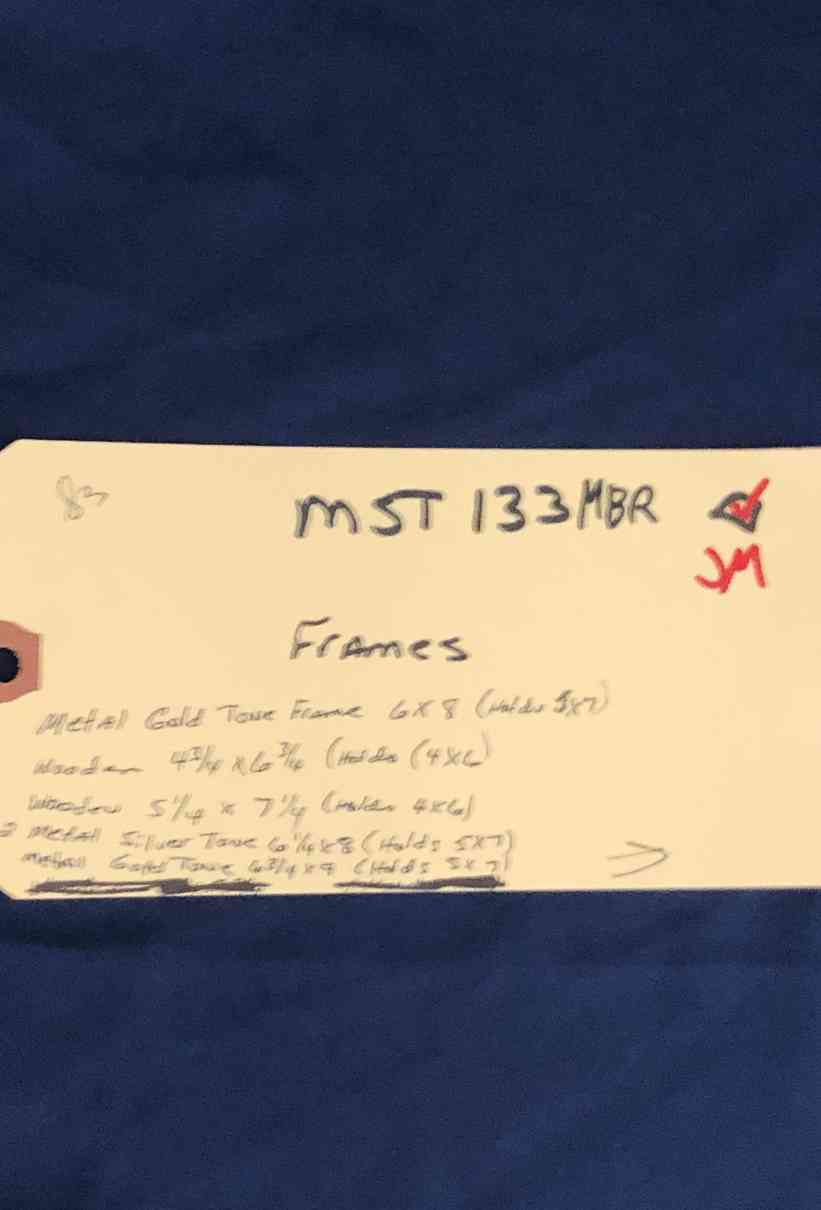 83
MST 133MBR
JM
Frames
Metal Gold Tone Frame 6X8 (Holds 5X7)
Wooden 4 3/4 X 6 3/4 (Holds (4X6)
Wooden 5 1/4 x 7 1/4 (Holds 4X6)
2 Metal Silver Tone 6 1/4 x 8 (Holds 5X7)
Metal Gold Tone 6 3/4 x 9 (Holds 5X7)